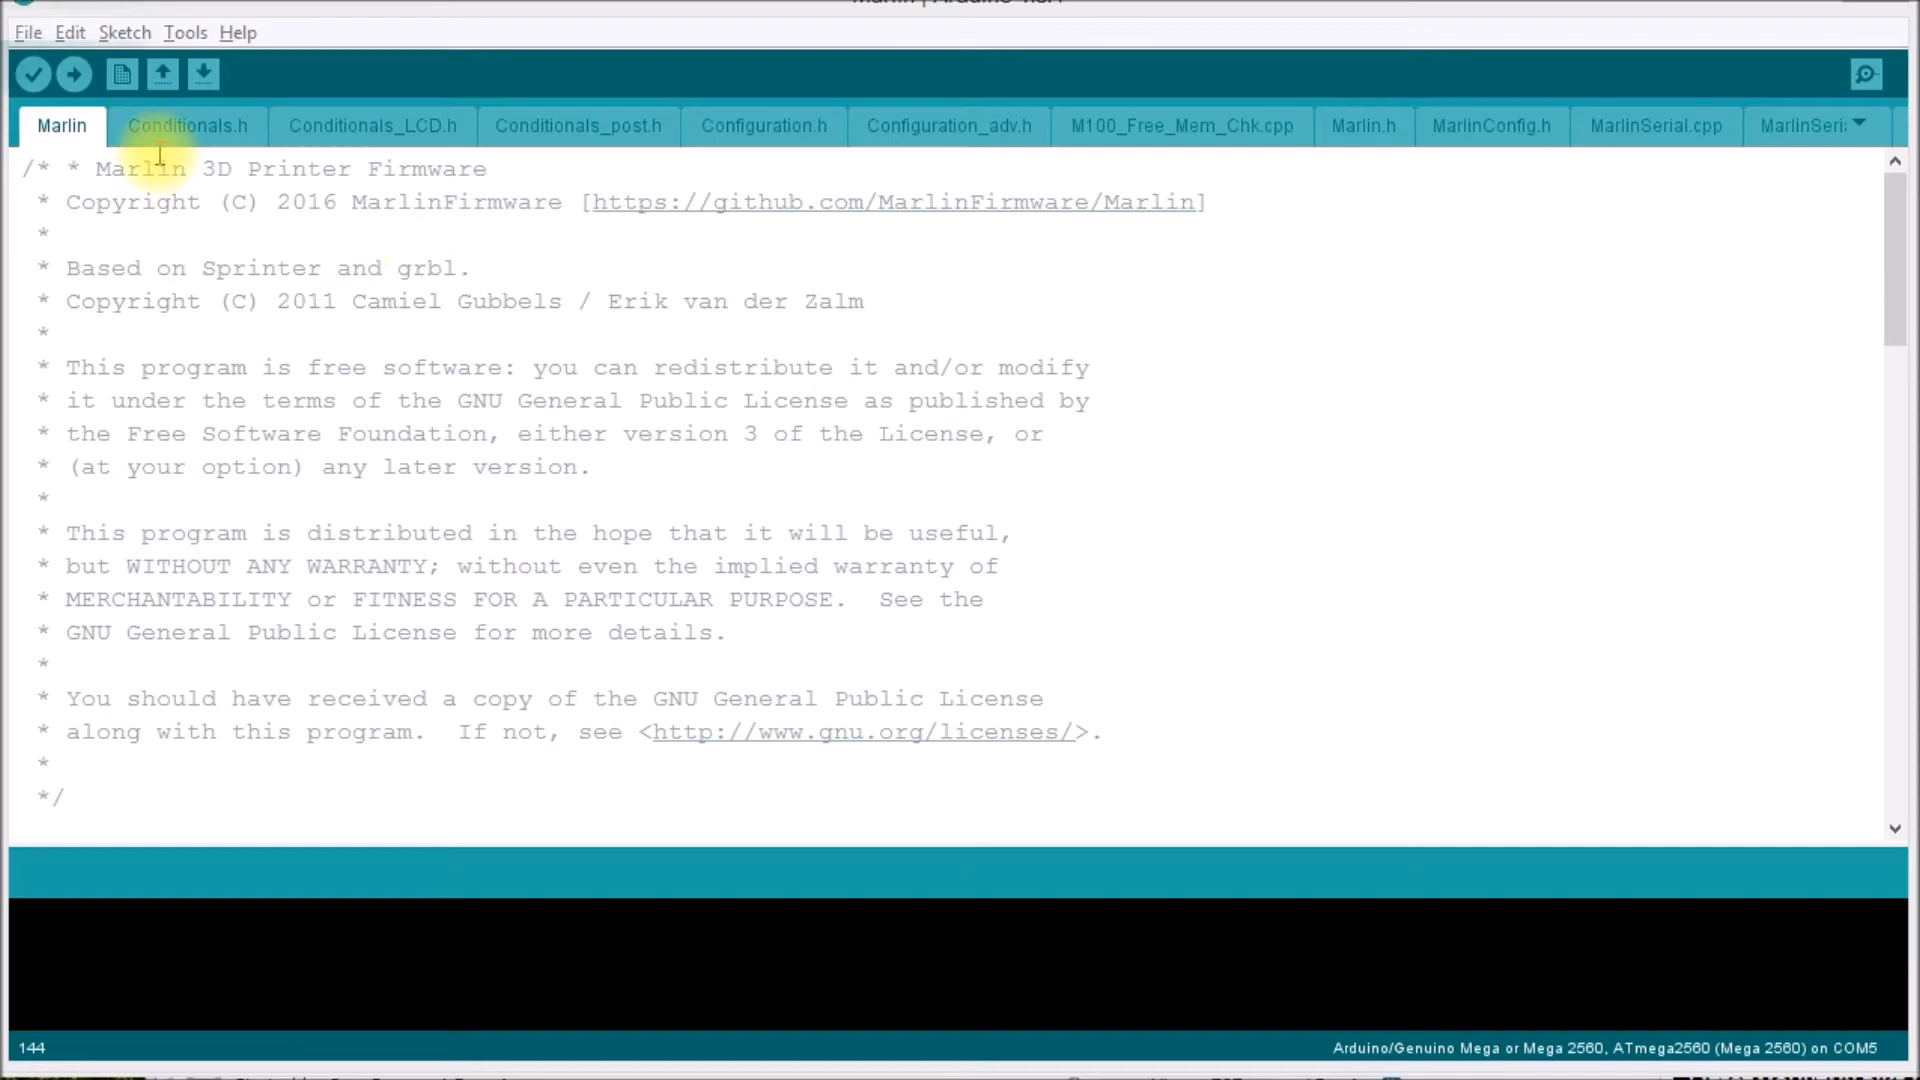 File Edit Sketch Tools Help
Marlin Conditionals.h Conditionals_LCD.h Conditionals_post.h Configuration.h Configuration_adv.h M100_Free_Mem_Chk.cpp Marlin.h MarlinConfig.h MarlinSerial.cpp MarlinSeri
/* * Marlin 3D Printer Firmware
* Copyright (C) 2016 MarlinFirmware [https://github.com/MarlinFirmware/Marlin]
*
* Based on Sprinter and grbl.
* Copyright (C) 2011 Camiel Gubbels / Erik van der Zalm
*
* This program is free software: you can redistribute it and/or modify
* it under the terms of the GNU General Public License as published by
* the Free Software Foundation, either version 3 of the License, or
* (at your option) any later version.
*
* This program is distributed in the hope that it will be useful,
* but WITHOUT ANY WARRANTY; without even the implied warranty of
* MERCHANTABILITY or FITNESS FOR A PARTICULAR PURPOSE.  See the
* GNU General Public License for more details.
*
* You should have received a copy of the GNU General Public License
* along with this program.  If not, see <http://www.gnu.org/licenses/>.
*
*/
144
Arduino/Genuino Mega or Mega 2560, ATmega2560 (Mega 2560) on COM5